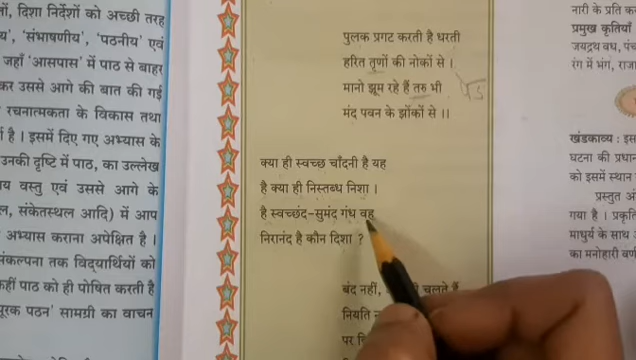 तों, दिशा निर्देशों को अच्छी तरह
य’, ‘संभाषणीय’, ‘पठनीय’ एवं
जहाँ ‘आसपास’ में पाठ से बाहर
कर उससे आगे की बात की गई
रचनात्मकता के विकास तथा
र्ग है । इसमें दिए गए अभ्यास के
उनकी दृष्टि में पाठ, का उल्लेख
य वस्तु एवं उससे आगे के
ल, संकेतस्थल आदि) में आप
अभ्यास कराना अपेक्षित है ।
संकल्पना तक विद्यार्थियों को
कहीं पाठ को ही पोषित करती है
पूरक पठन’ सामग्री का वाचन
पुलक प्रगट करती है धरती
हरित तृणों की नोकों से ।
मानो झूम रहे हैं तरु भी
मंद पवन के झोंकों से ।।
क्या ही स्वच्छ चाँदनी है यह
है क्या ही निस्तब्ध निशा ।
है स्वच्छंद-सुमंद गंध वह
निरानंद है कौन दिशा ?
बंद नहीं, चलते हैं
नियति
पर
नारी के प्रति
प्रमुख कृतियाँ
जयद्रथ वध, पंच
रंग में भंग, राजा
खंडकाव्य : इस
घटना की प्रधान
को इसमें स्थान
प्रस्तुत अं
गया है । प्रकृति
माधुर्य के साथ
का मनोहारी वर्ण